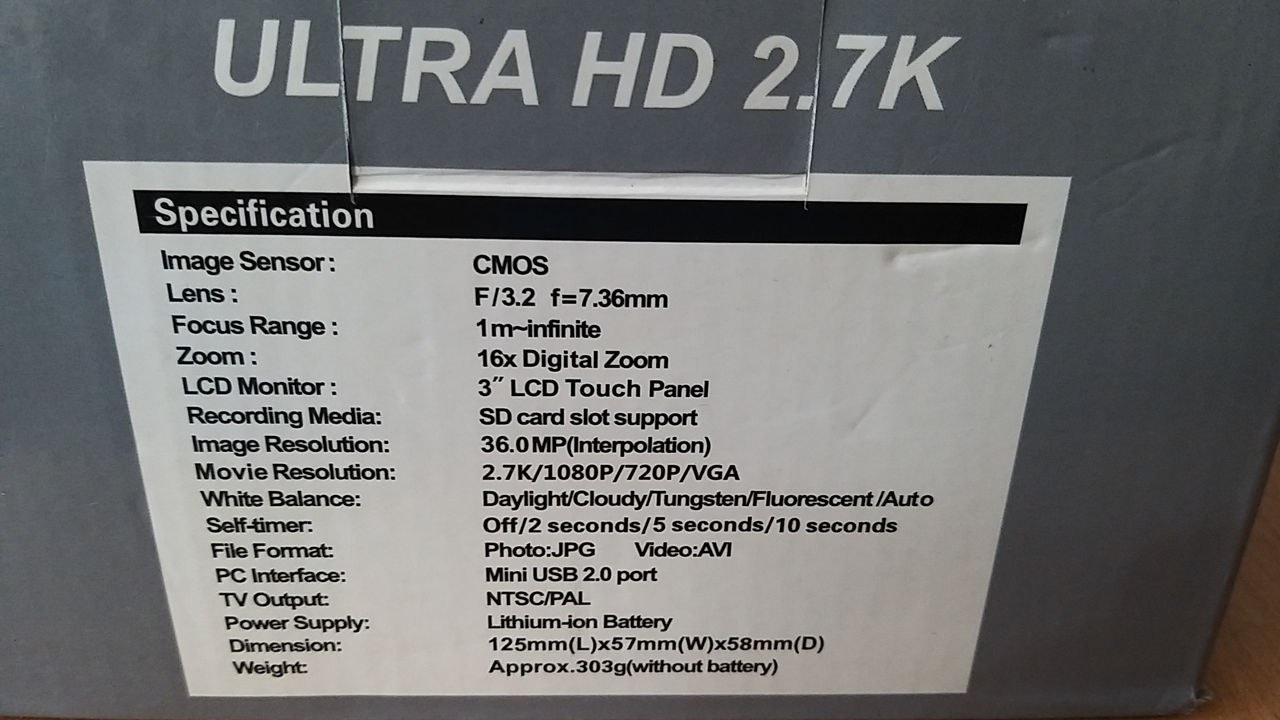 ULTRA HD 2.7K
Specification
Image Sensor : CMOS
Lens : F/3.2 f=7.36mm
Focus Range : 1m~infinite
Zoom : 16x Digital Zoom
LCD Monitor : 3″ LCD Touch Panel
Recording Media: SD card slot support
Image Resolution: 36.0MP(Interpolation)
Movie Resolution: 2.7K/1080P/720P/VGA
White Balance: Daylight/Cloudy/Tungsten/Fluorescent/Auto
Self-timer: Off/2 seconds/5 seconds/10 seconds
File Format: Photo:JPG Video:AVI
PC Interface: Mini USB 2.0 port
TV Output: NTSC/PAL
Power Supply: Lithium-ion Battery
Dimension: 125mm(L)x57mm(W)x58mm(D)
Weight: Approx.303g(without battery)